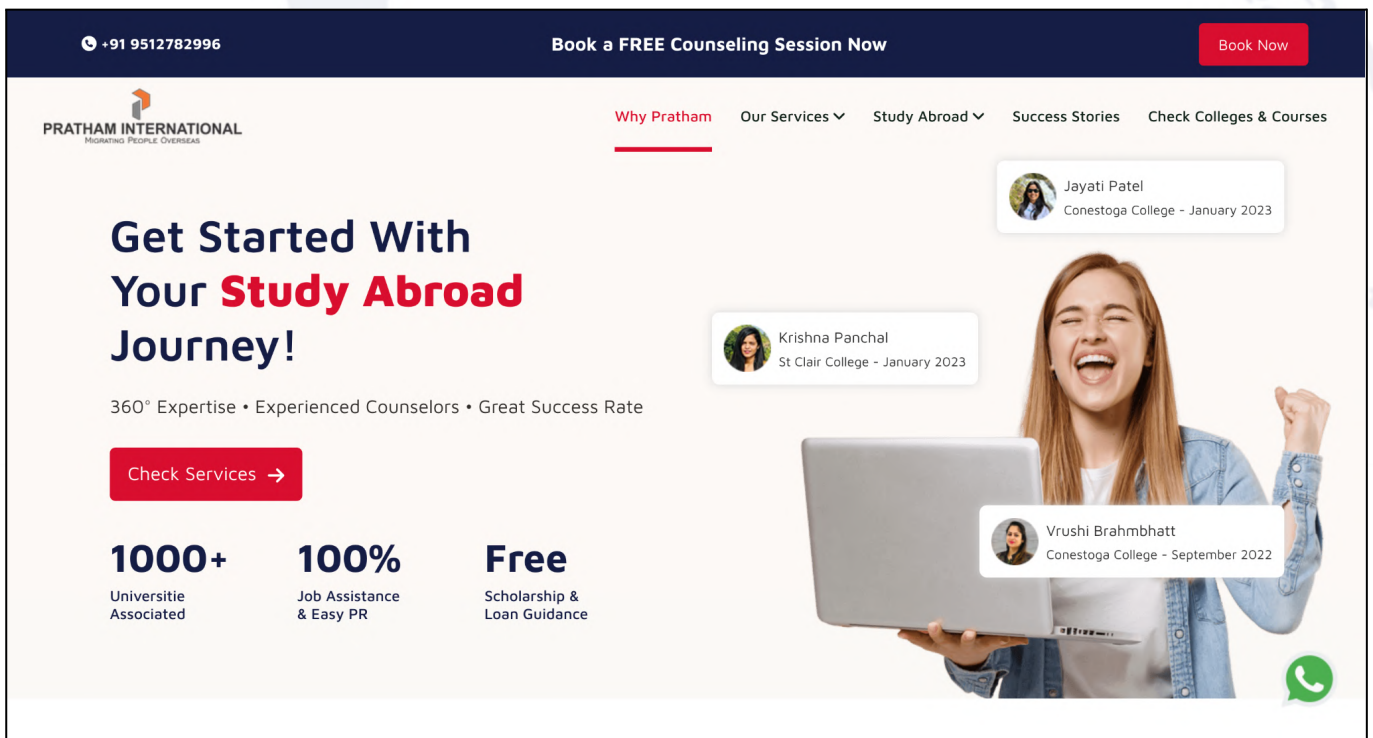 +91 9512782996
Book a FREE Counseling Session Now
Book Now
PRATHAM INTERNATIONAL
MIGRATING PEOPLE OVERSEAS
Why Pratham
Our Services
Study Abroad
Success Stories
Check Colleges & Courses
Jayati Patel
Conestoga College - January 2023
Get Started With
Your Study Abroad
Journey!
Krishna Panchal
St Clair College - January 2023
360° Expertise • Experienced Counselors • Great Success Rate
Check Services →
Vrushi Brahmbhatt
Conestoga College - September 2022
1000+
Universitie
Associated
100%
Job Assistance
& Easy PR
Free
Scholarship &
Loan Guidance